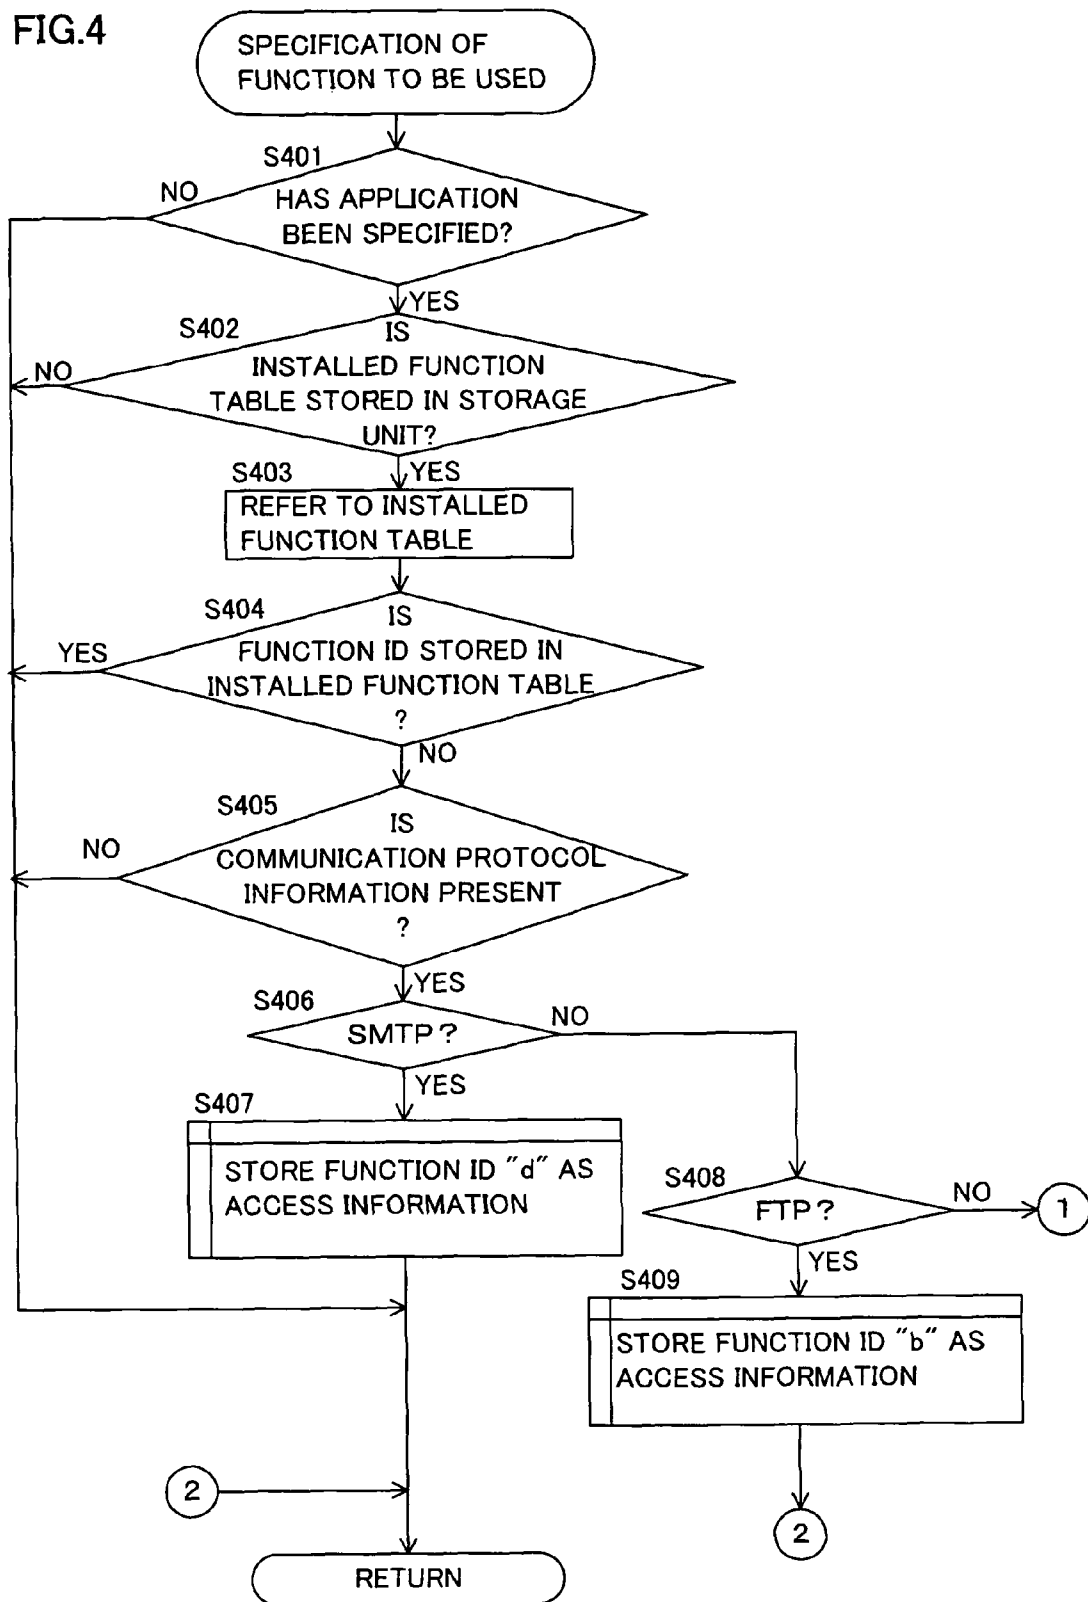 FIG.4
SPECIFICATION OF
FUNCTION TO BE USED
S401
NO
HAS APPLICATION
BEEN SPECIFIED?
YES
S402
IS
NO
INSTALLED FUNCTION
TABLE STORED IN STORAGE
UNIT?
S403
YES
REFER TO INSTALLED
FUNCTION TABLE
S404
IS
YES
FUNCTION ID STORED IN
INSTALLED FUNCTION TABLE
?
NO
S405
IS
NO
COMMUNICATION PROTOCOL
INFORMATION PRESENT
?
YES
S406
SMTP?
NO
YES
S407
STORE FUNCTION ID "d" AS
ACCESS INFORMATION
S408
FTP?
NO
1
YES
S409
STORE FUNCTION ID "b" AS
ACCESS INFORMATION
2
2
RETURN